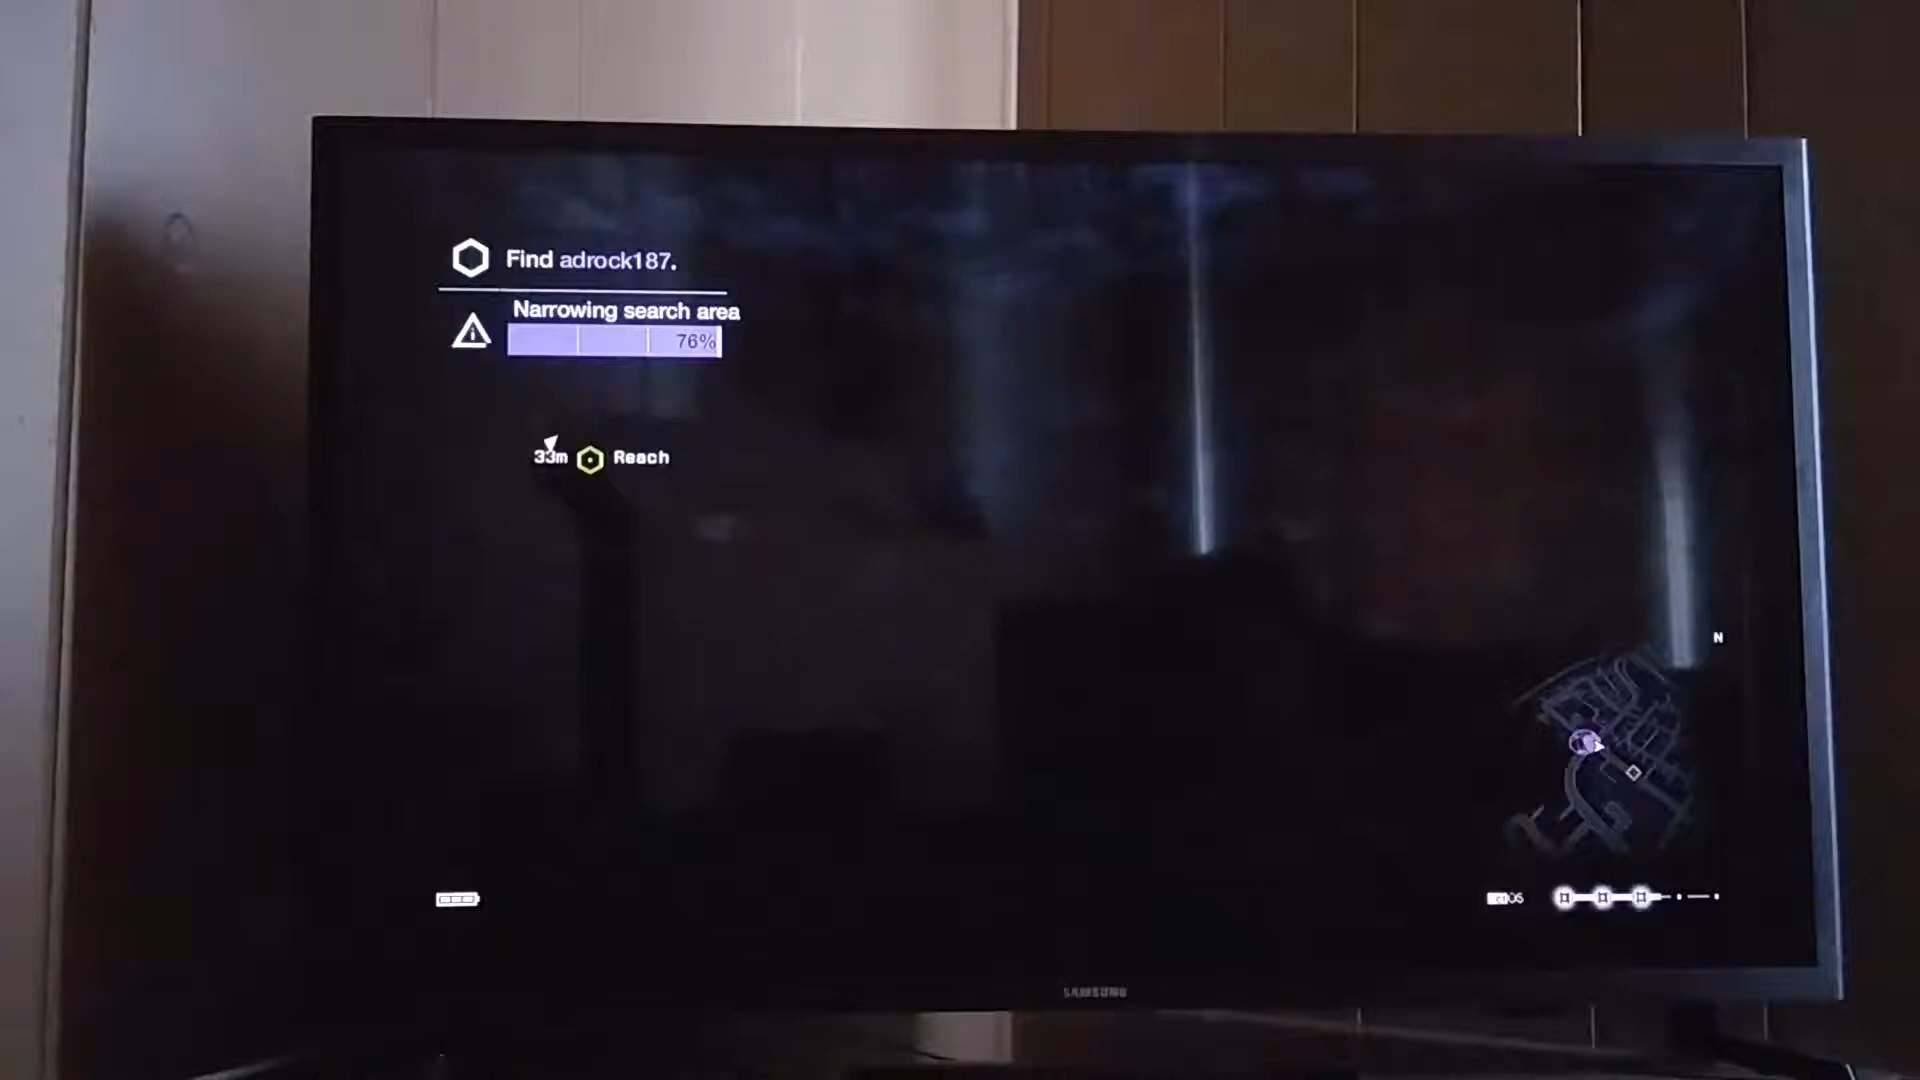 Find adrock187.
Narrowing search area
76%
33m Reach
N
SAMSUNG